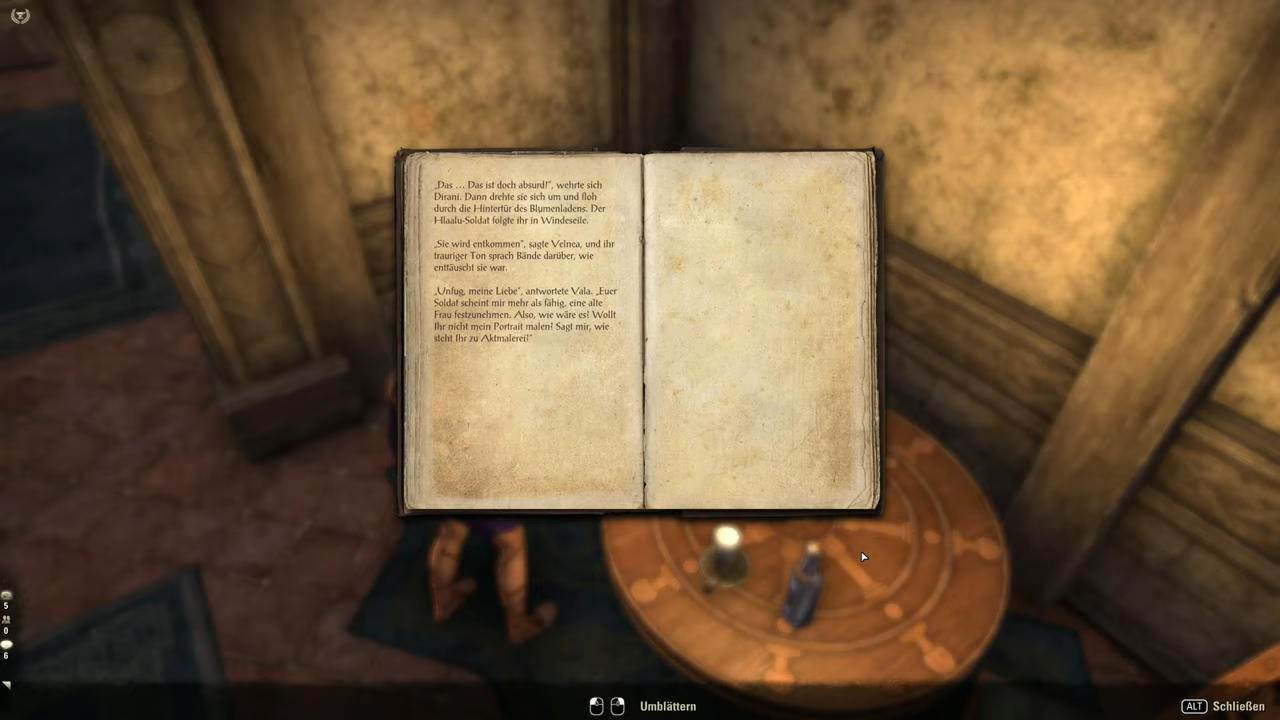 „Das … Das ist doch absurd!“, wehrte sich
Dirani. Dann drehte sie sich um und floh
durch die Hintertür des Blumenladens. Der
Hlaalu-Soldat folgte ihr in Windeseile.
„Sie wird entkommen“, sagte Velnea, und ihr
trauriger Ton sprach Bände darüber, wie
enttäuscht sie war.
„Unfug, meine Liebe“, antwortete Vala. „Euer
Soldat scheint mir mehr als fähig, eine alte
Frau festzunehmen. Also, wie wäre es? Wollt
Ihr nicht mein Portrait malen? Sagt mir, wie
steht Ihr zu Aktmalerei?“
5
0
6
Umblättern
ALT Schließen